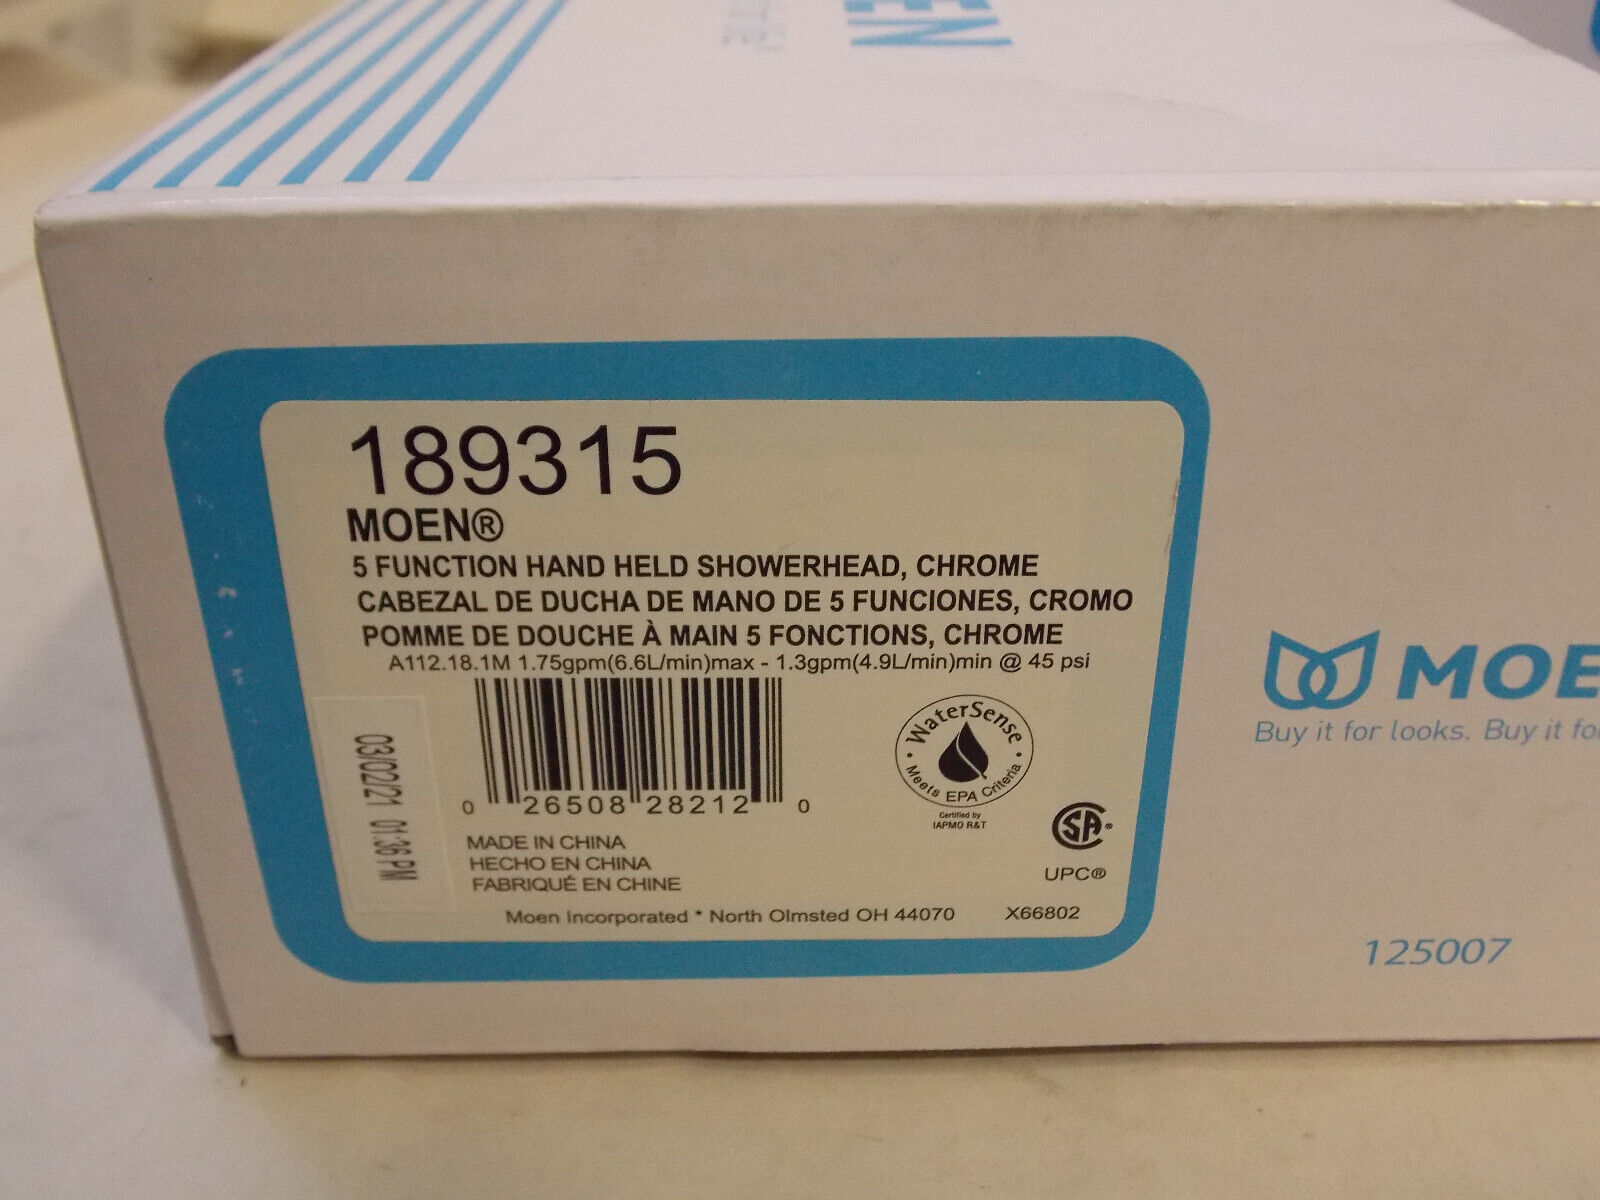 EN
189315
MOEN®
5 FUNCTION HAND HELD SHOWERHEAD, CHROME
CABEZAL DE DUCHA DE MANO DE 5 FUNCIONES, CROMO
POMME DE DOUCHE À MAIN 5 FONCTIONS, CHROME
A112.18.1M 1.75gpm(6.6L/min)max - 1.3gpm(4.9L/min)min @ 45 psi
03/02/21 01:36 PM
0 26508 28212 0
WaterSense
Meets EPA Criteria
Certified by
IAPMO R&T
SA®
UPC®
MADE IN CHINA
HECHO EN CHINA
FABRIQUÉ EN CHINE
Moen Incorporated * North Olmsted OH 44070 X66802
MOE
Buy it for looks. Buy it fo
125007